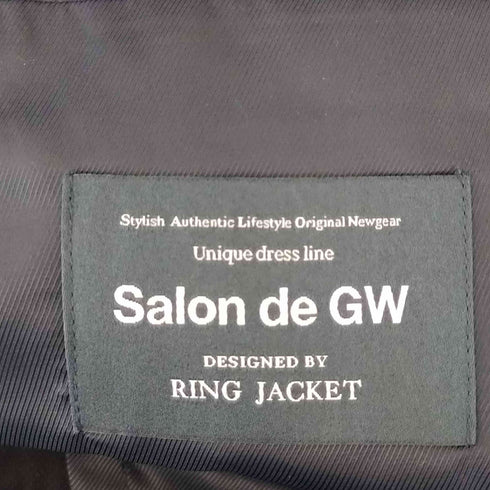 Stylish Authentic Lifestyle Original Newgear
Unique dress line
Salon de GW
DESIGNED BY
RING JACKET